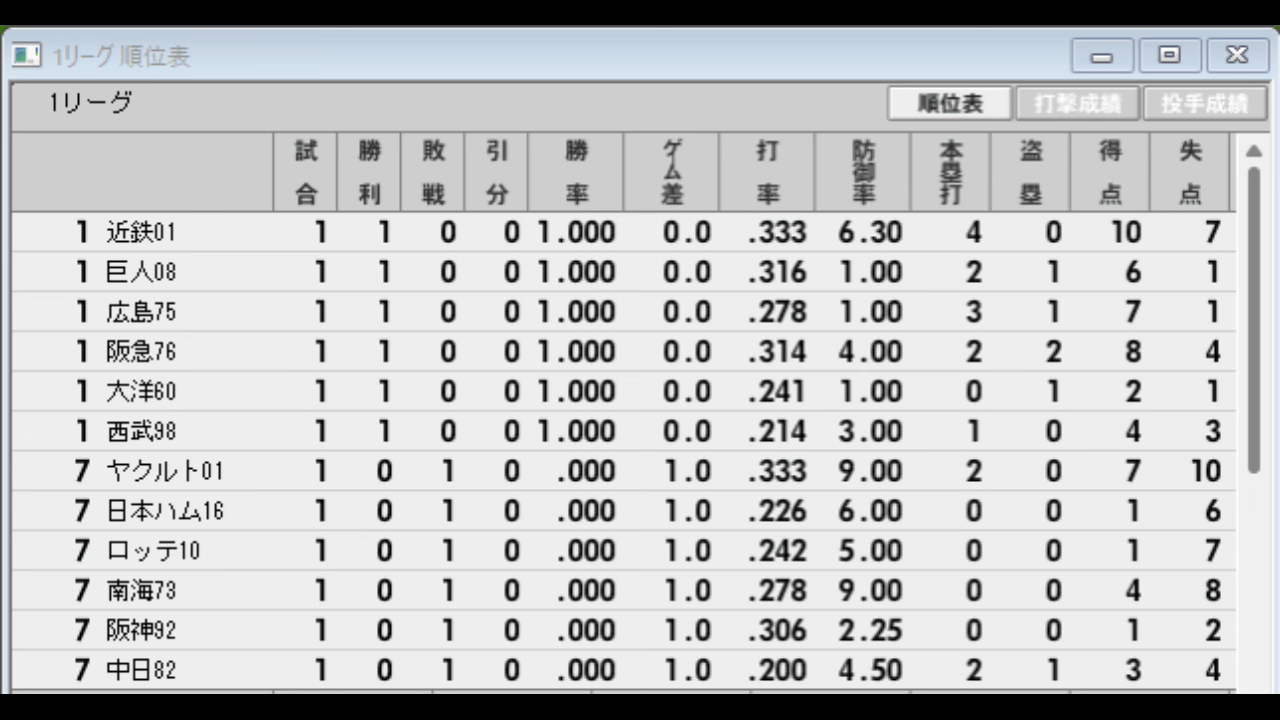 1リーグ 順位表
1リーグ 順位表 打撃成績 投手成績
試合 勝利 敗戦 引分 勝率 ゲーム差 打率 防御率 本塁打 盗塁 得点 失点
1 近鉄01 1 1 0 0 1.000 0.0 .333 6.30 4 0 10 7
1 巨人08 1 1 0 0 1.000 0.0 .316 1.00 2 1 6 1
1 広島75 1 1 0 0 1.000 0.0 .278 1.00 3 1 7 1
1 阪急76 1 1 0 0 1.000 0.0 .314 4.00 2 2 8 4
1 大洋60 1 1 0 0 1.000 0.0 .241 1.00 0 1 2 1
1 西武98 1 1 0 0 1.000 0.0 .214 3.00 1 0 4 3
7 ヤクルト01 1 0 1 0 .000 1.0 .333 9.00 2 0 7 10
7 日本ハム16 1 0 1 0 .000 1.0 .226 6.00 0 0 1 6
7 ロッテ10 1 0 1 0 .000 1.0 .242 5.00 0 0 1 7
7 南海73 1 0 1 0 .000 1.0 .278 9.00 0 0 4 8
7 阪神92 1 0 1 0 .000 1.0 .306 2.25 0 0 1 2
7 中日82 1 0 1 0 .000 1.0 .200 4.50 2 1 3 4